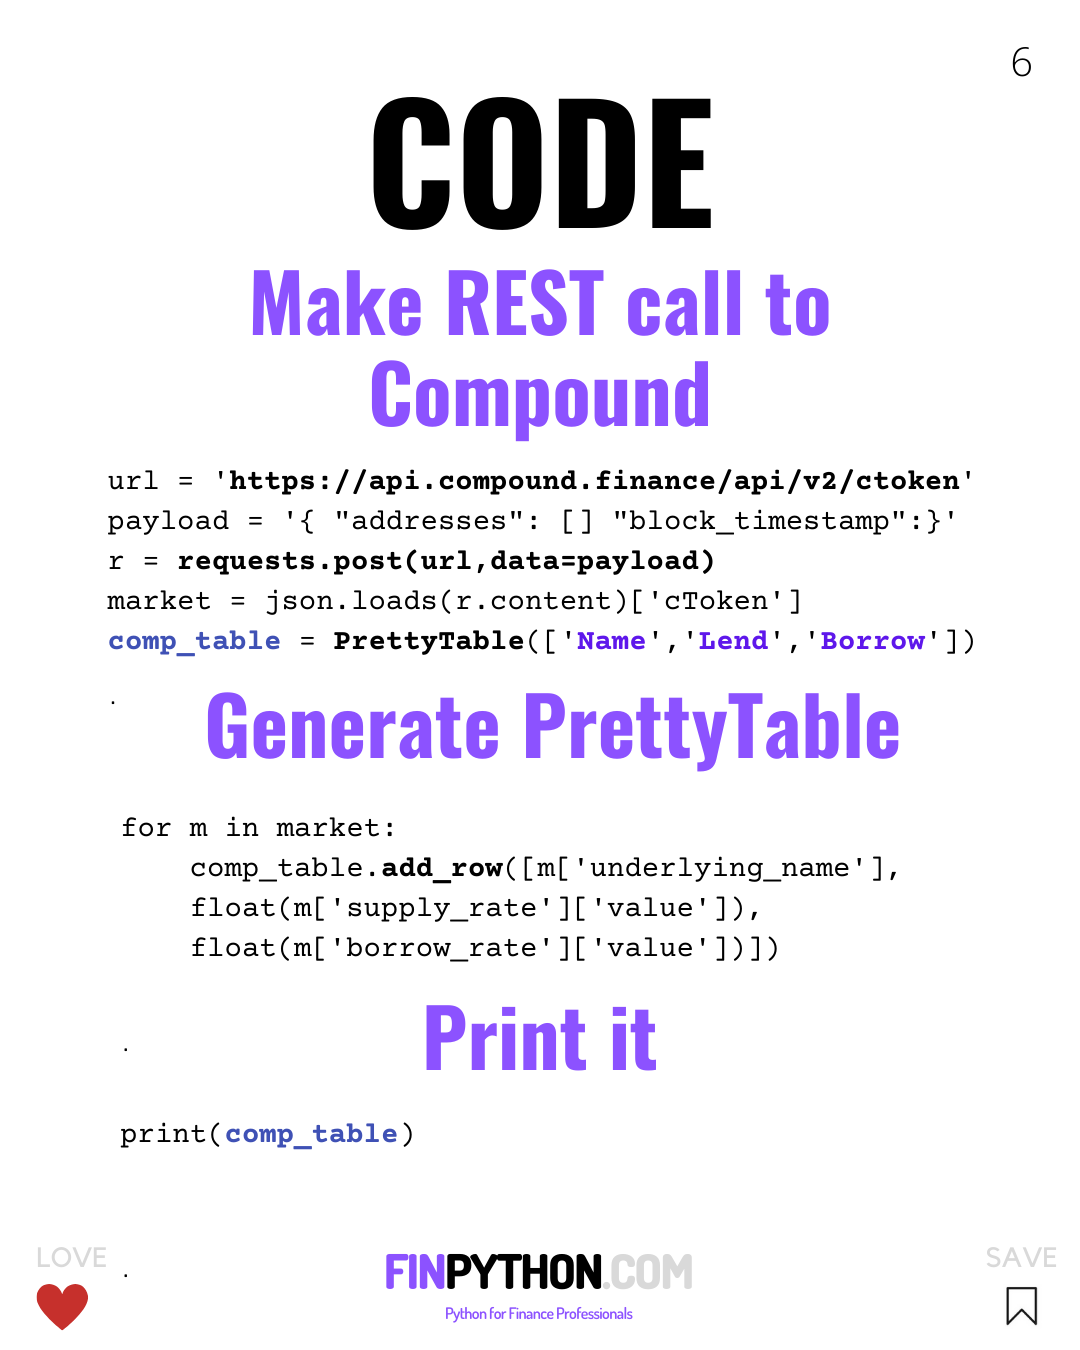 6
CODE
Make REST call to
Compound
url = 'https://api.compound.finance/api/v2/ctoken'
payload = '{ "addresses": [] "block_timestamp":}'
r = requests.post(url,data=payload)
market = json.loads(r.content)['cToken']
comp_table = PrettyTable(['Name','Lend','Borrow'])
.
Generate PrettyTable
for m in market:
    comp_table.add_row([m['underlying_name'],
    float(m['supply_rate']['value']),
    float(m['borrow_rate']['value'])])
Print it
.
print(comp_table)
LOVE
.
FINPYTHON.COM
Python for Finance Professionals
SAVE